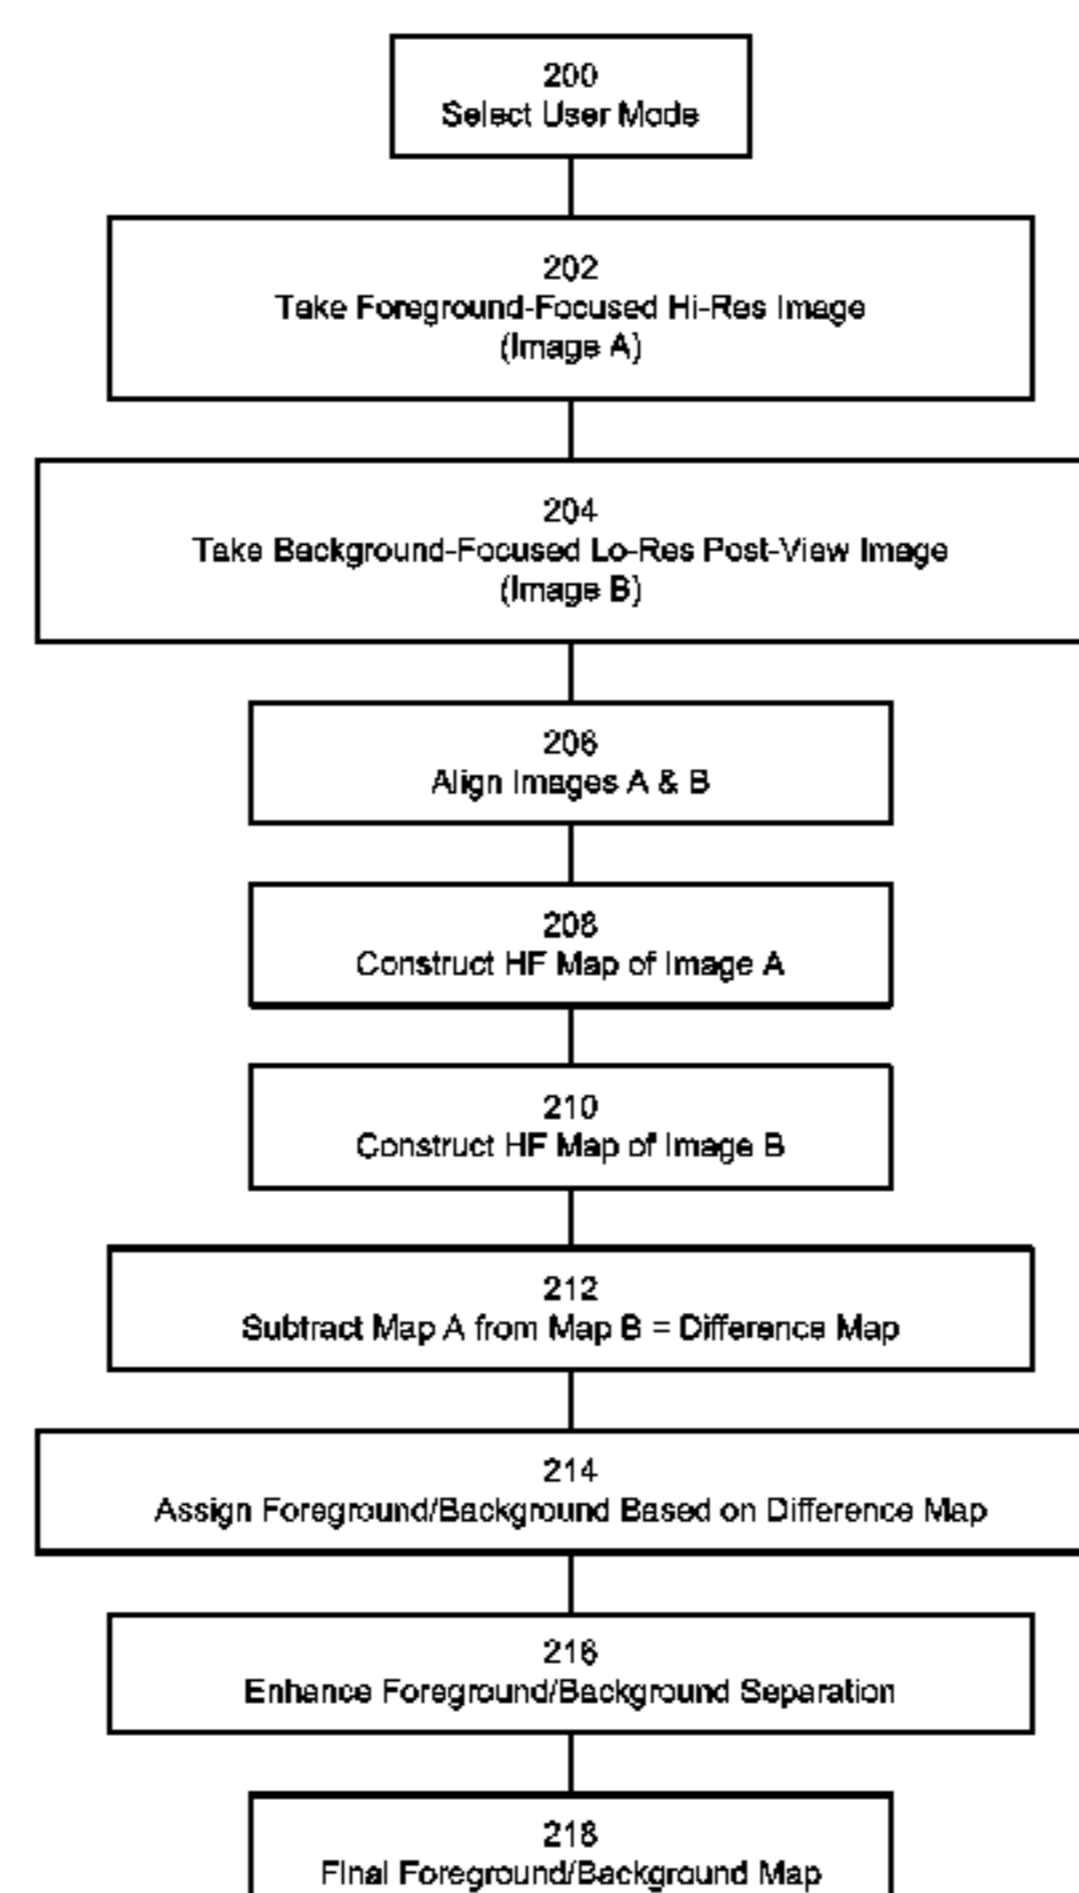 200
Select User Mode
202
Take Foreground-Focused Hi-Res Image
(Image A)
204
Take Background-Focused Lo-Res Post-View Image
(Image B)
206
Align Images A & B
208
Construct HF Map of Image A
210
Construct HF Map of Image B
212
Subtract Map A from Map B = Difference Map
214
Assign Foreground/Background Based on Difference Map
216
Enhance Foreground/Background Separation
218
Final Foreground/Background Map